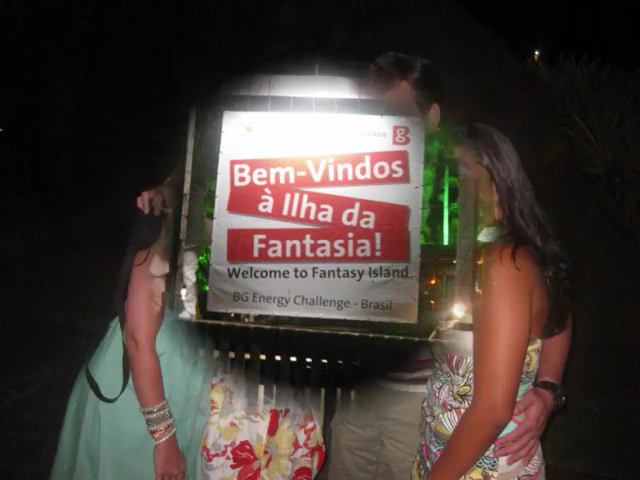 Bem-Vindos
à Ilha da
Fantasia!
Welcome to Fantasy Island
BG Energy Challenge - Brasil